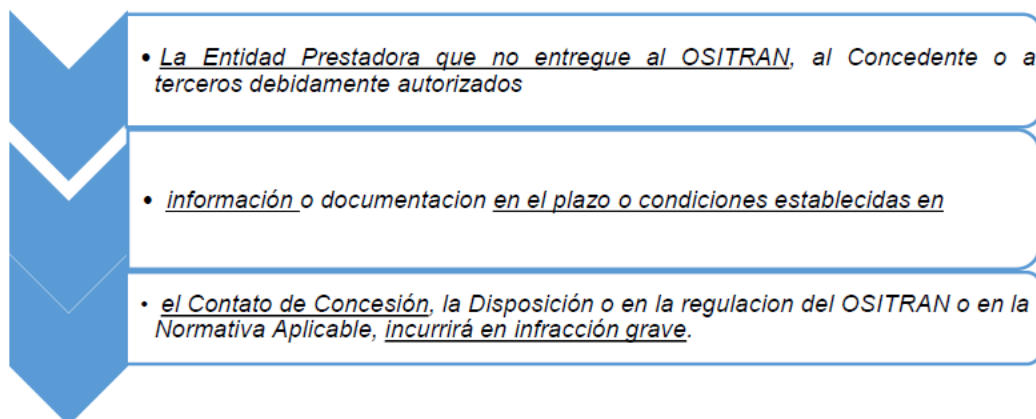 • La Entidad Prestadora que no entregue al OSITRAN, al Concedente o a
terceros debidamente autorizados
• información o documentacion en el plazo o condiciones establecidas en
• el Contato de Concesión, la Disposición o en la regulacion del OSITRAN o en la
Normativa Aplicable, incurrirá en infracción grave.